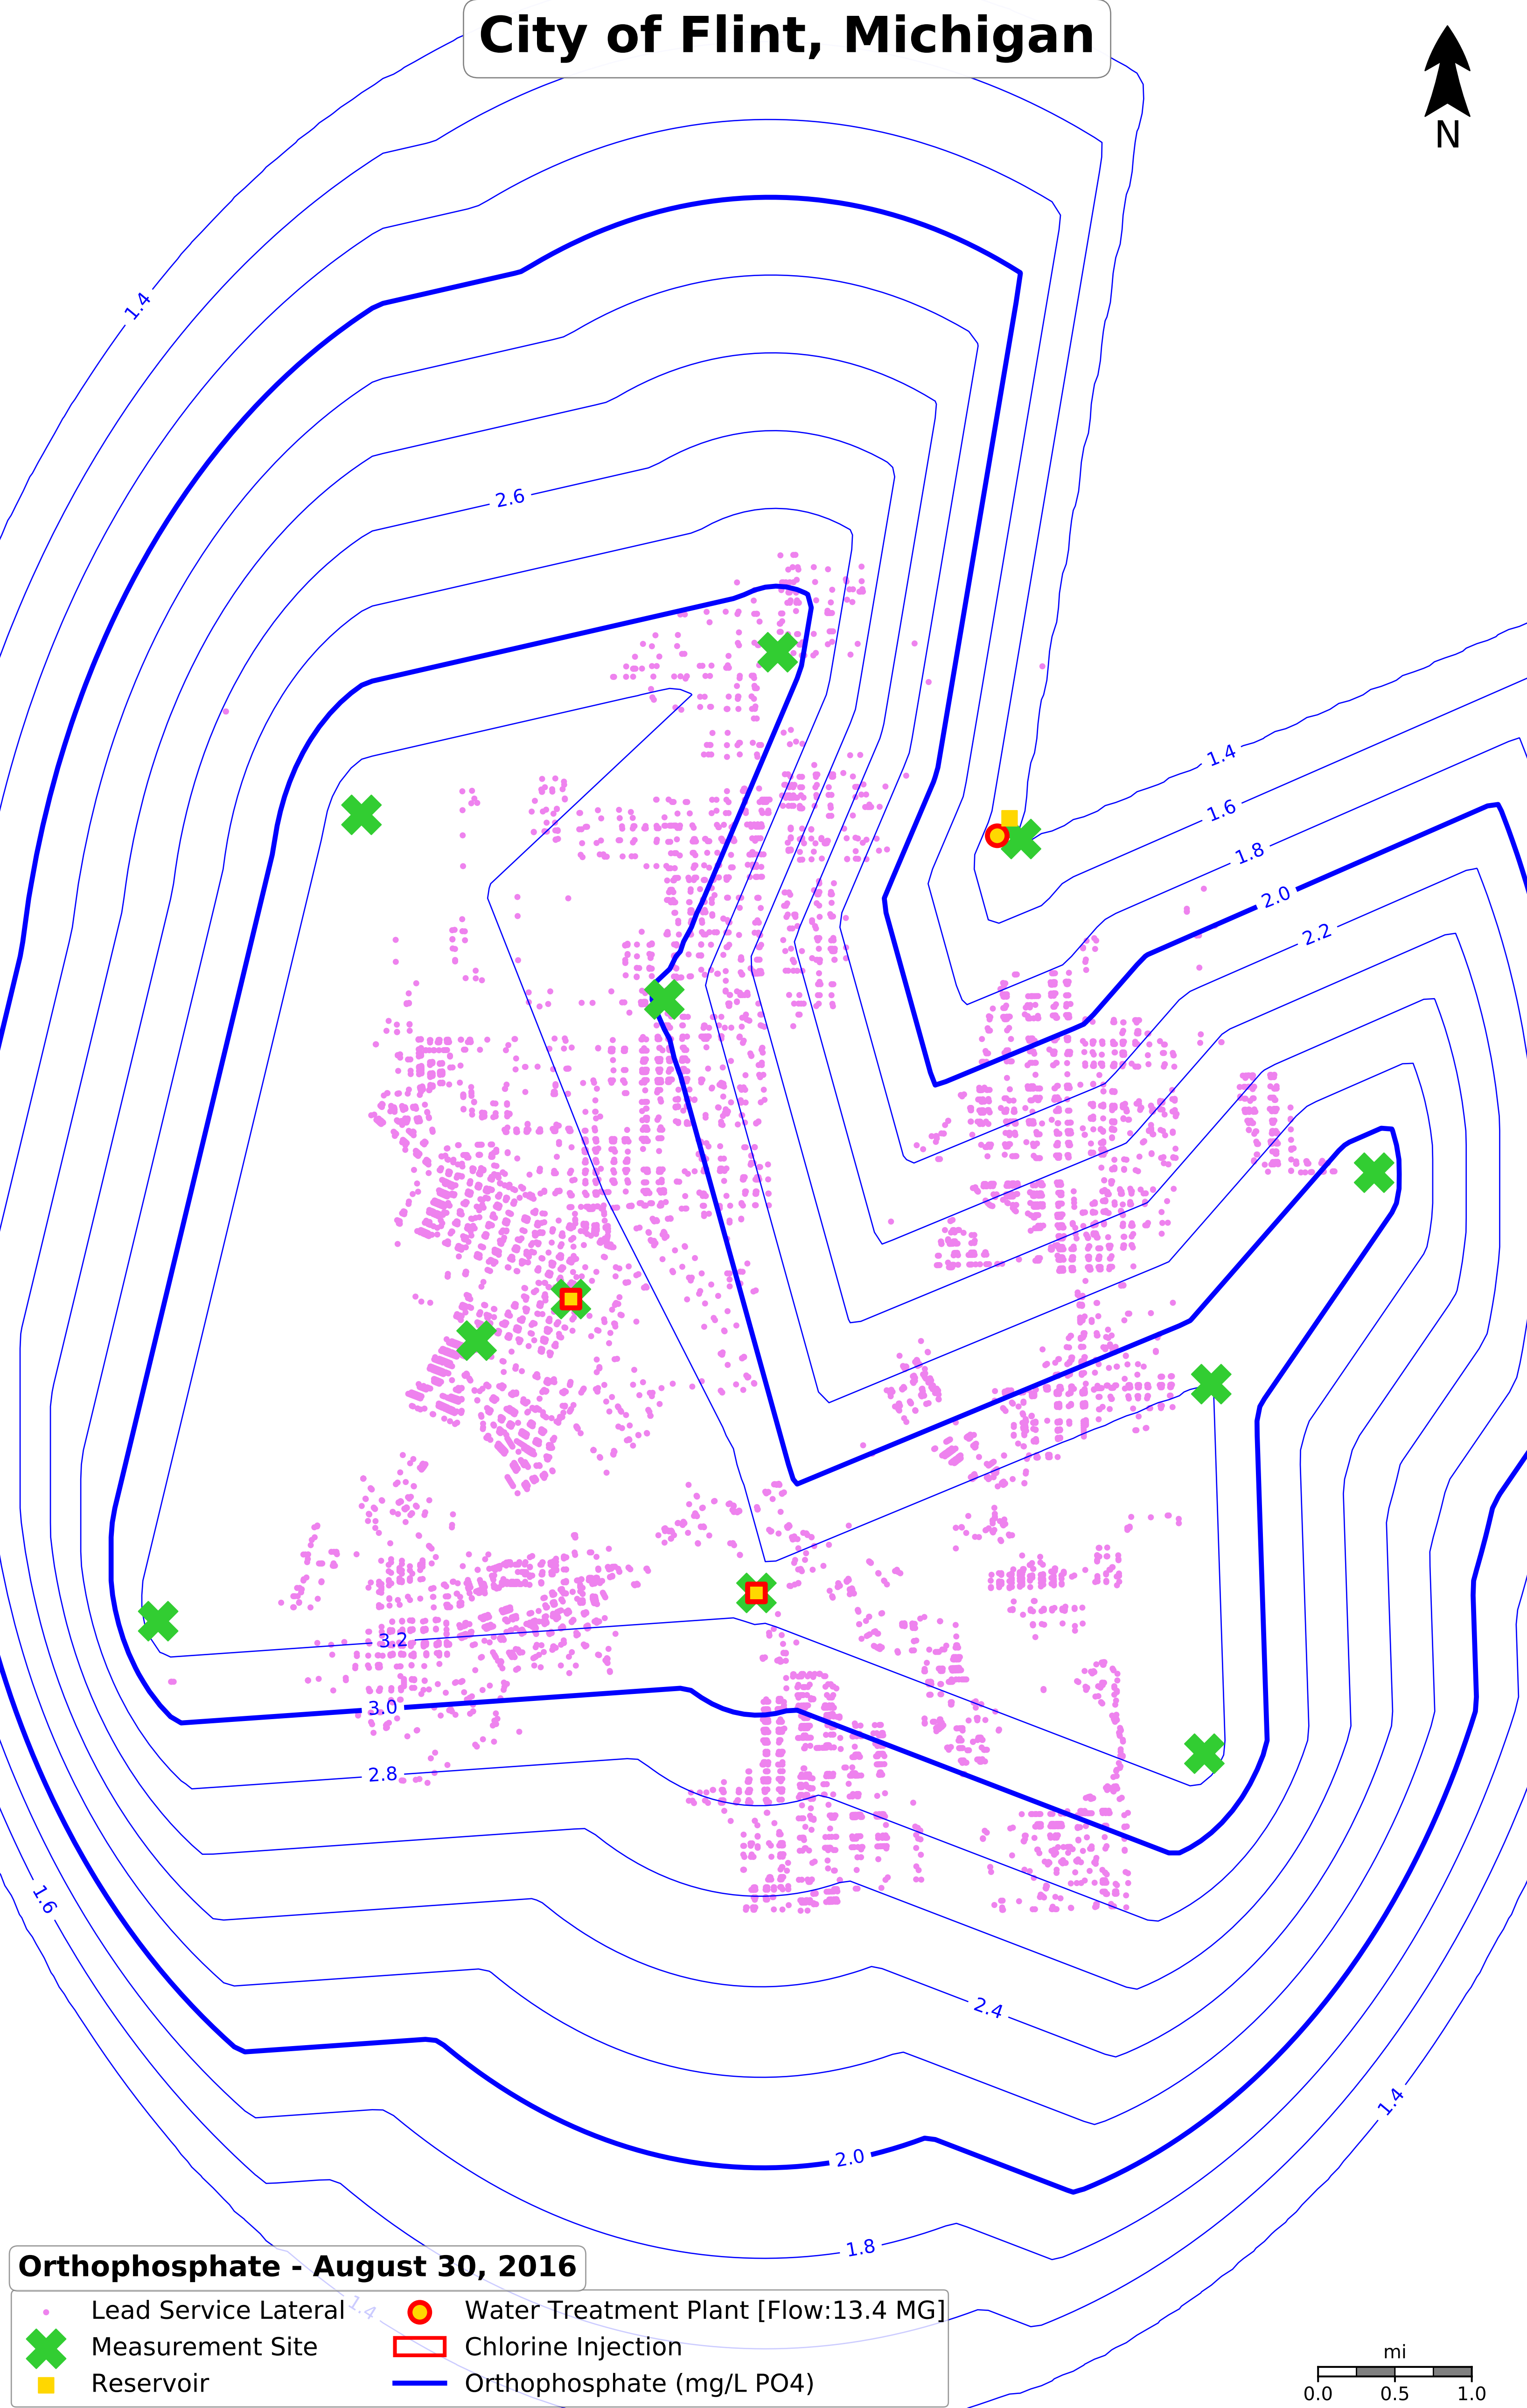 City of Flint, Michigan
N
1.4
2.6
1.4
1.6
1.8
2.0
2.2
3.2
3.0
2.8
1.6
2.4
1.4
2.0
1.8
Orthophosphate - August 30, 2016
1.4
Lead Service Lateral
Water Treatment Plant [Flow:13.4 MG]
Measurement Site
Chlorine Injection
Reservoir
Orthophosphate (mg/L PO4)
mi
0.0 0.5 1.0